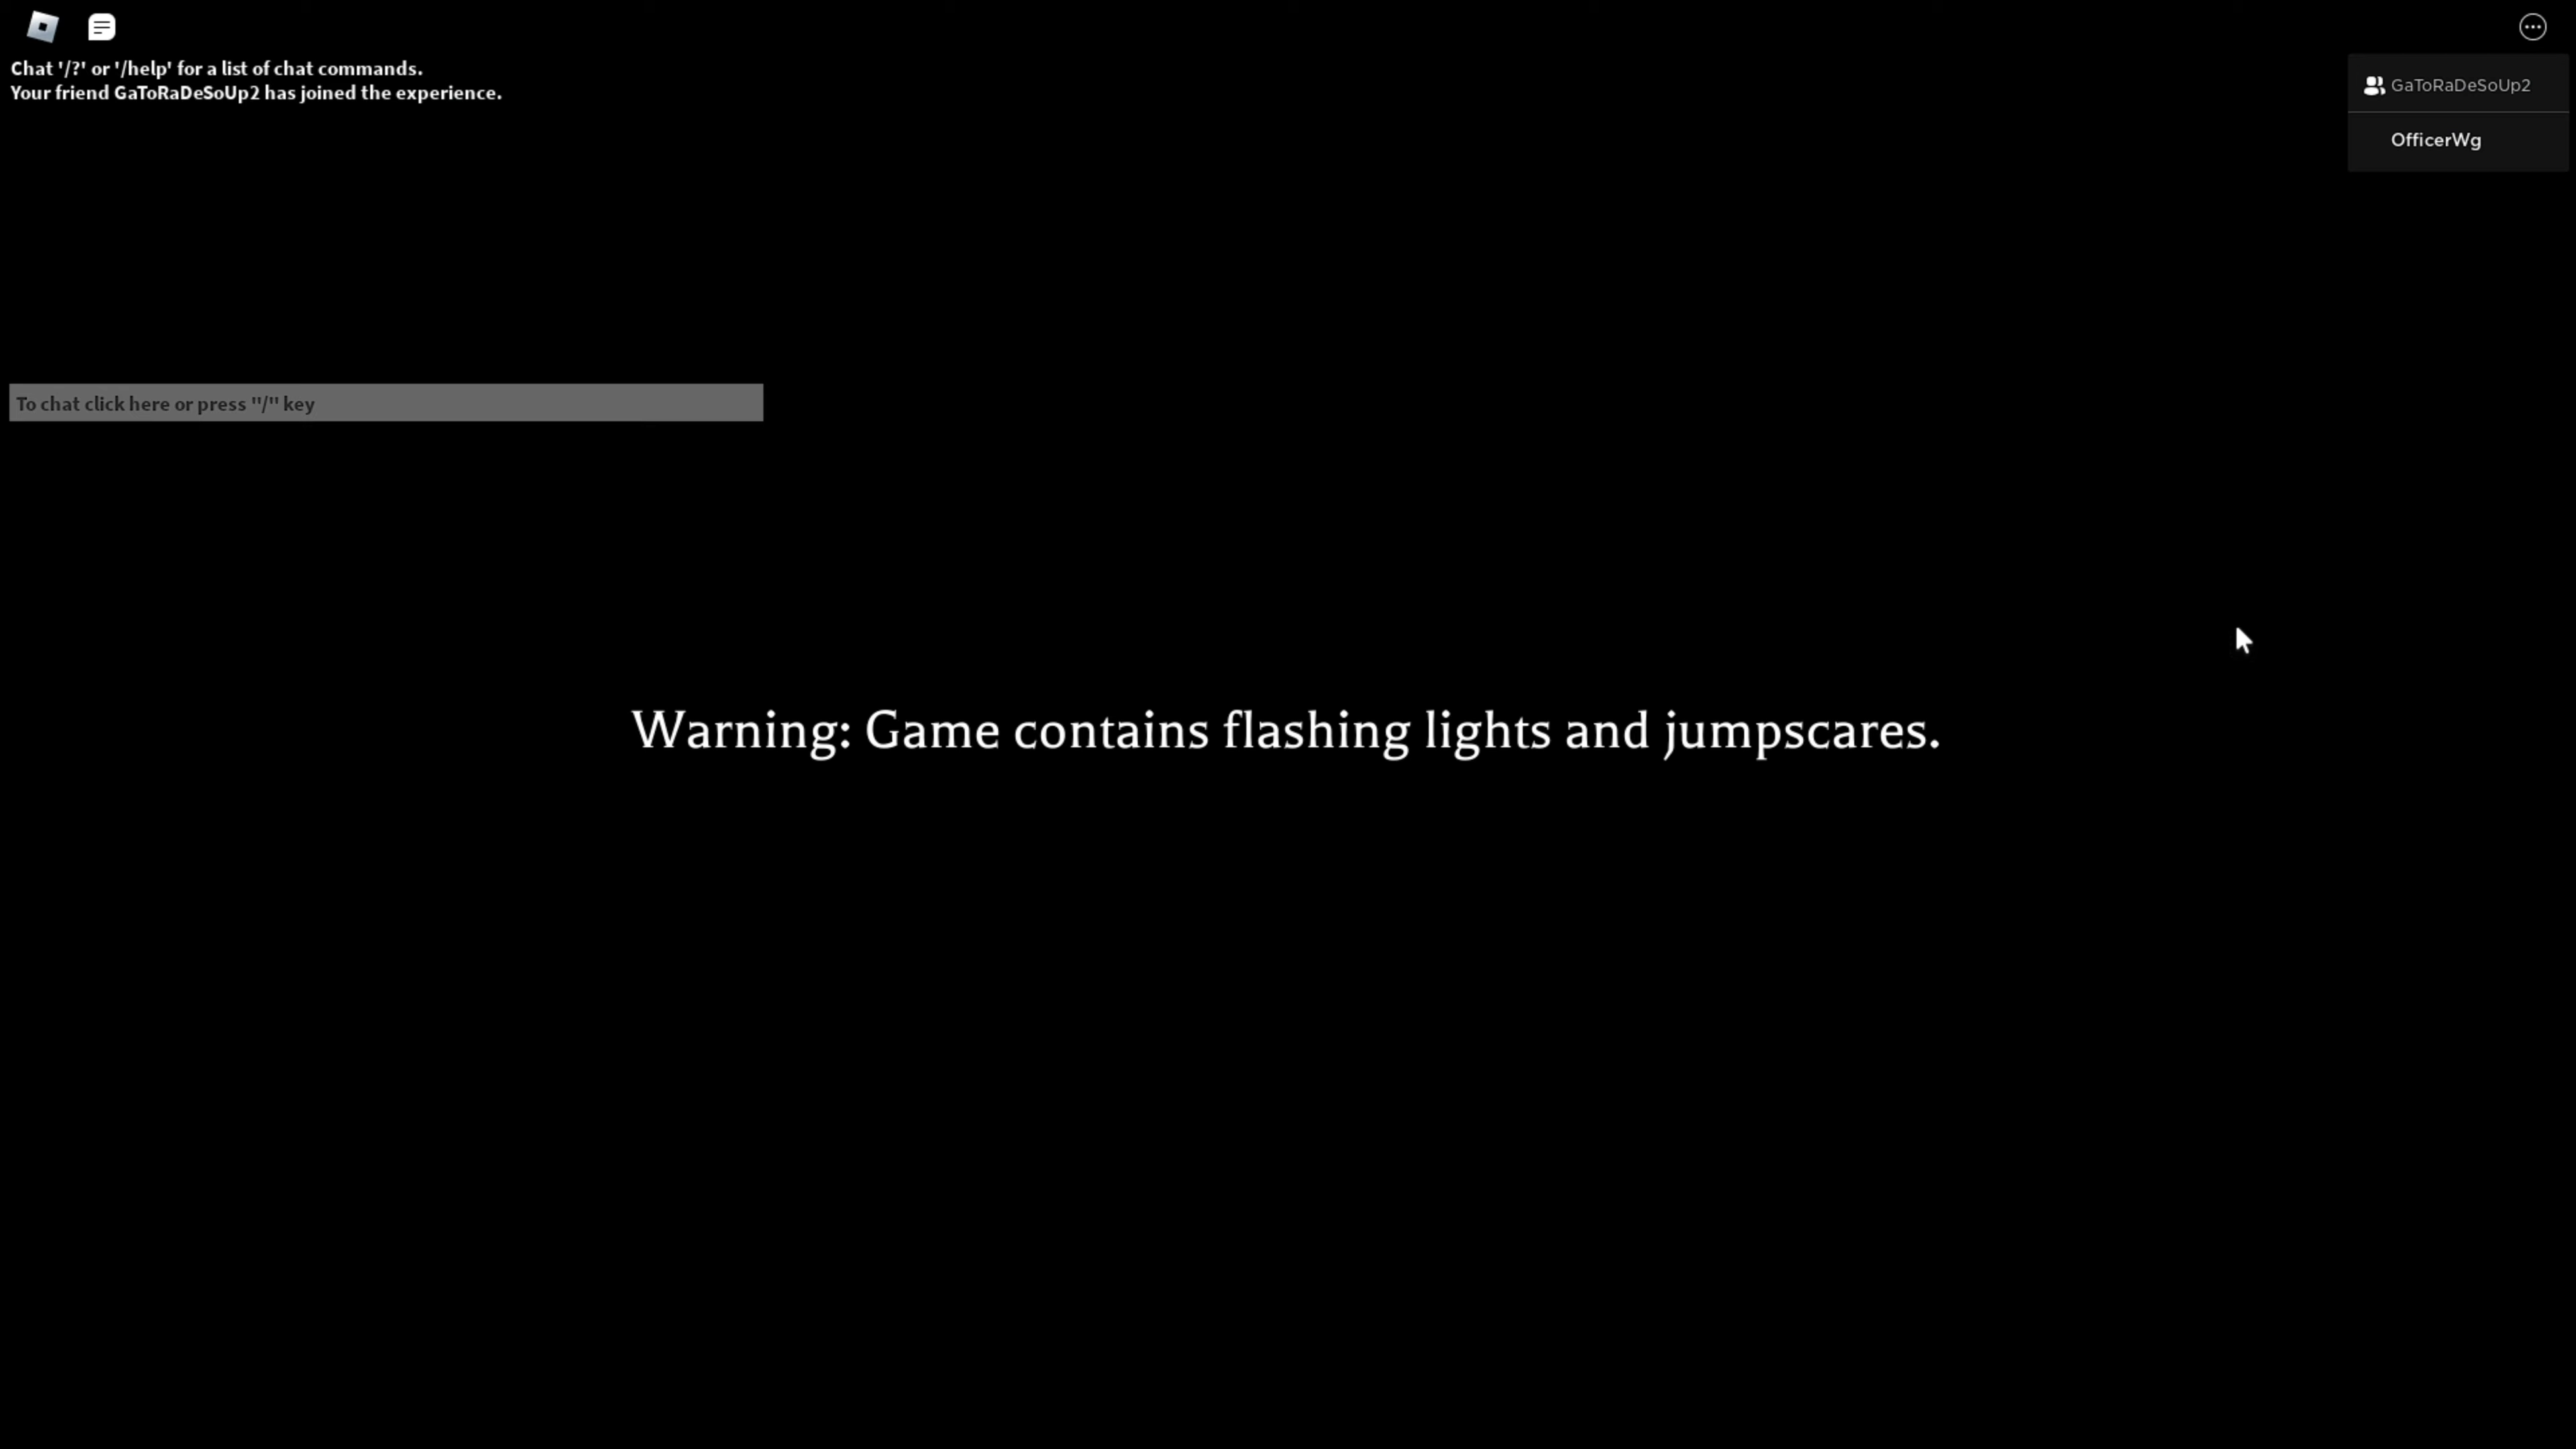 Chat '/?' or '/help' for a list of chat commands.
Your friend GaToRaDeSoUp2 has joined the experience.
GaToRaDeSoUp2
OfficerWg
To chat click here or press "/" key
Warning: Game contains flashing lights and jumpscares.